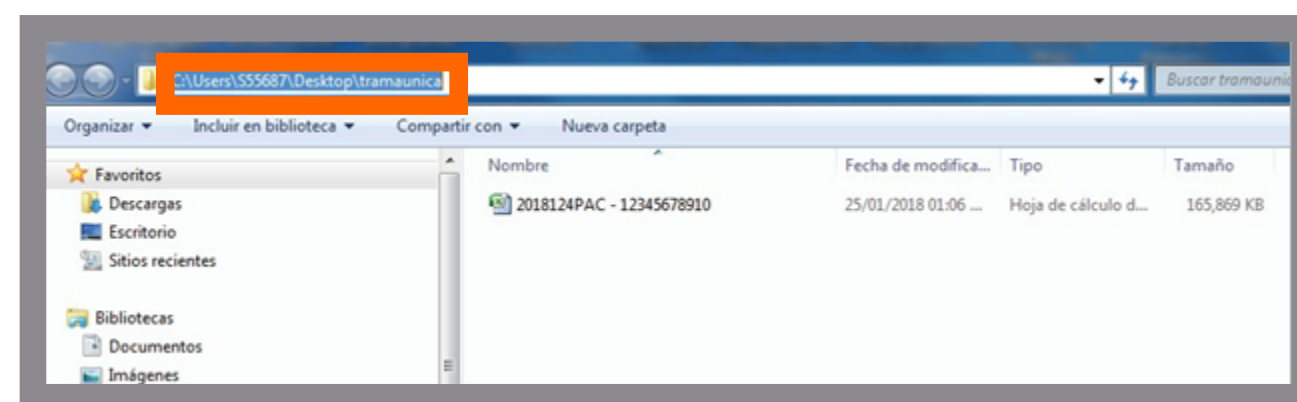 C:\Users\S55687\Desktop\tramaunica
Buscar tramauni
Organizar Incluir en biblioteca Compartir con Nueva carpeta
Favoritos
Descargas
Escritorio
Sitios recientes
Bibliotecas
Documentos
Imágenes
Nombre Fecha de modifica... Tipo Tamaño
2018124PAC - 12345678910 25/01/2018 01:06 ... Hoja de cálculo d... 165,869 KB